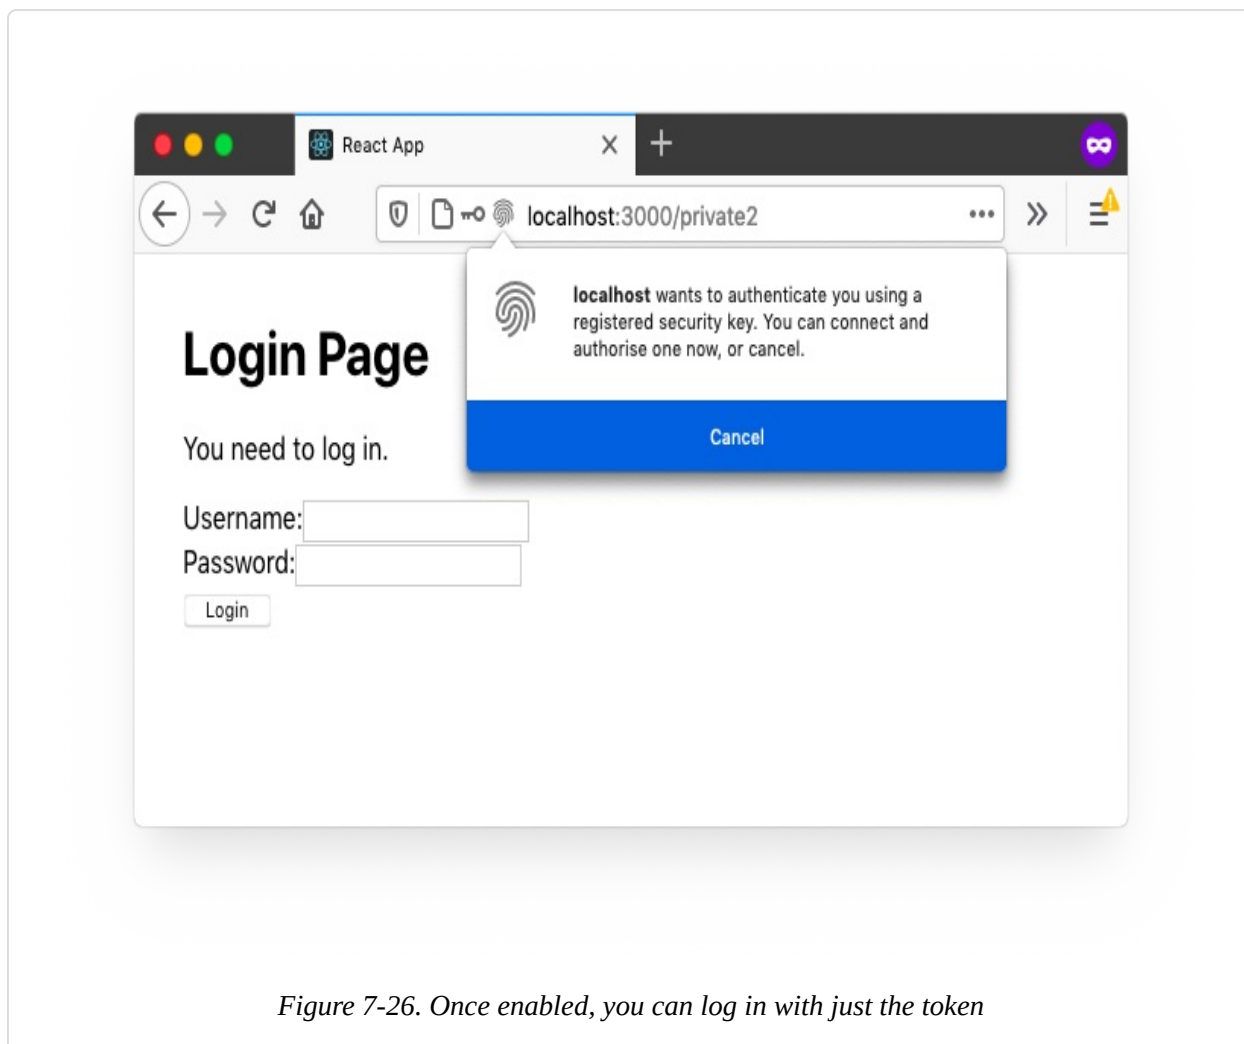 React App
localhost:3000/private2
localhost wants to authenticate you using a
registered security key. You can connect and
authorise one now, or cancel.
Cancel
Login Page
You need to log in.
Username:
Password:
Login
Figure 7-26. Once enabled, you can log in with just the token